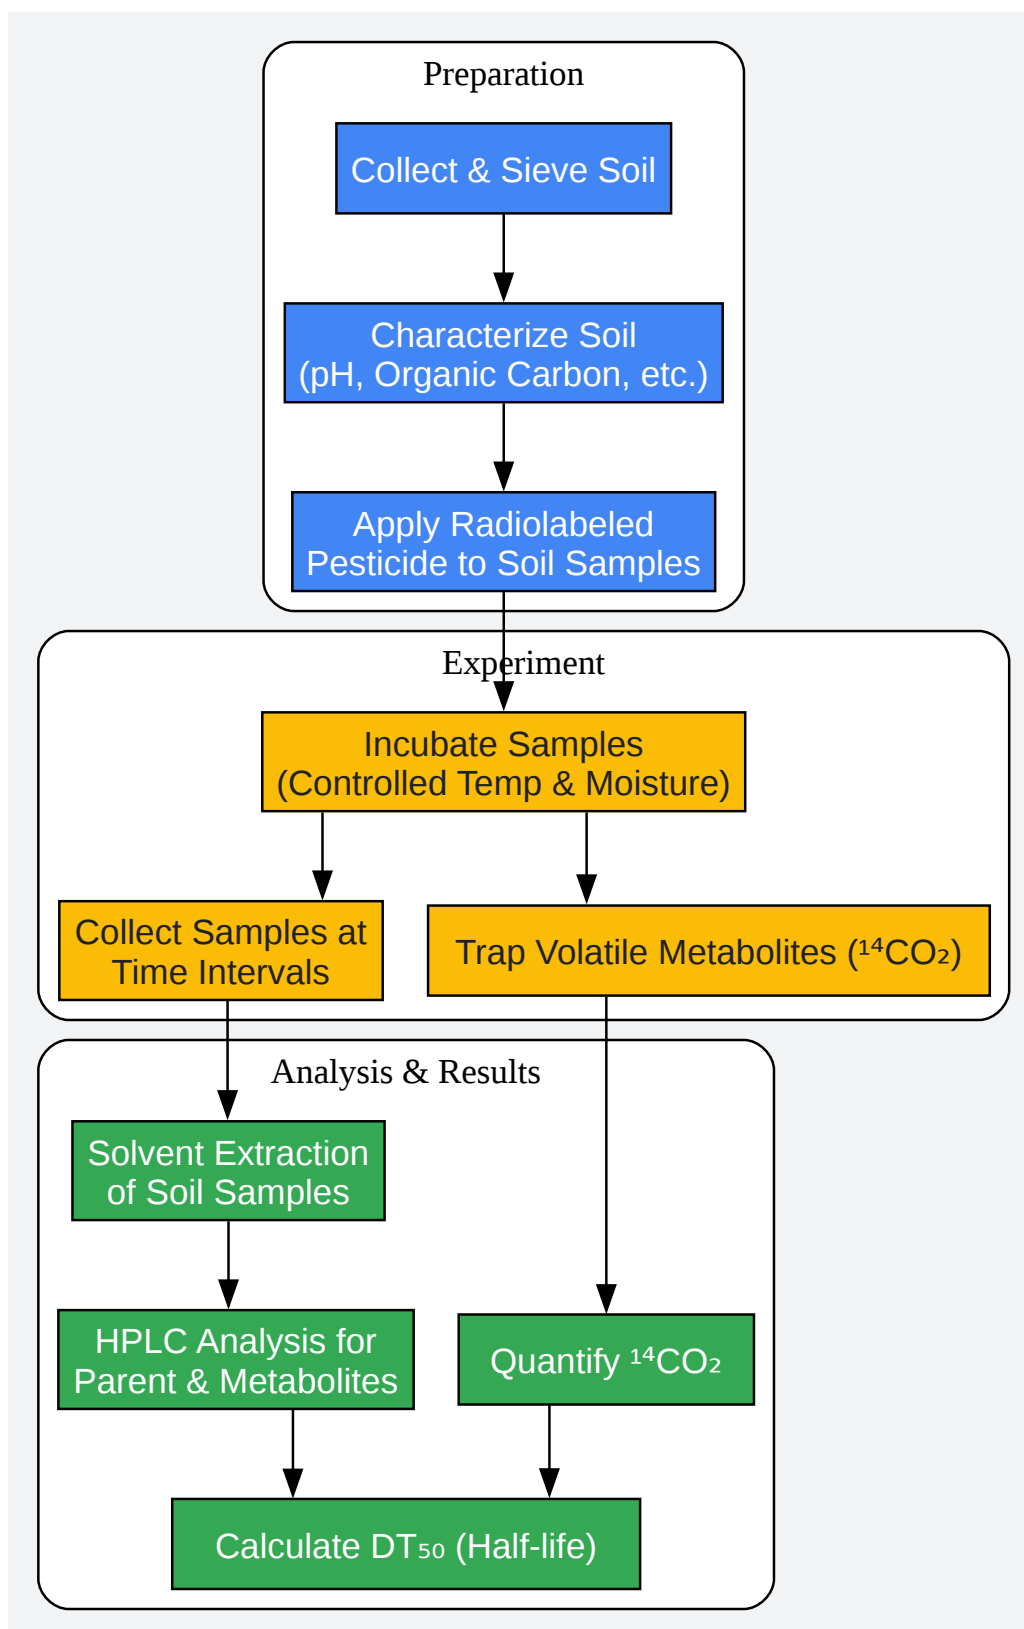 Preparation
Collect & Sieve Soil
Characterize Soil
(pH, Organic Carbon, etc.)
Apply Radiolabeled
Pesticide to Soil Samples
Experiment
Incubate Samples
(Controlled Temp & Moisture)
Collect Samples at
Time Intervals
Trap Volatile Metabolites (¹⁴CO₂)
Analysis & Results
Solvent Extraction
of Soil Samples
HPLC Analysis for
Parent & Metabolites
Quantify ¹⁴CO₂
Calculate DT₅₀ (Half-life)